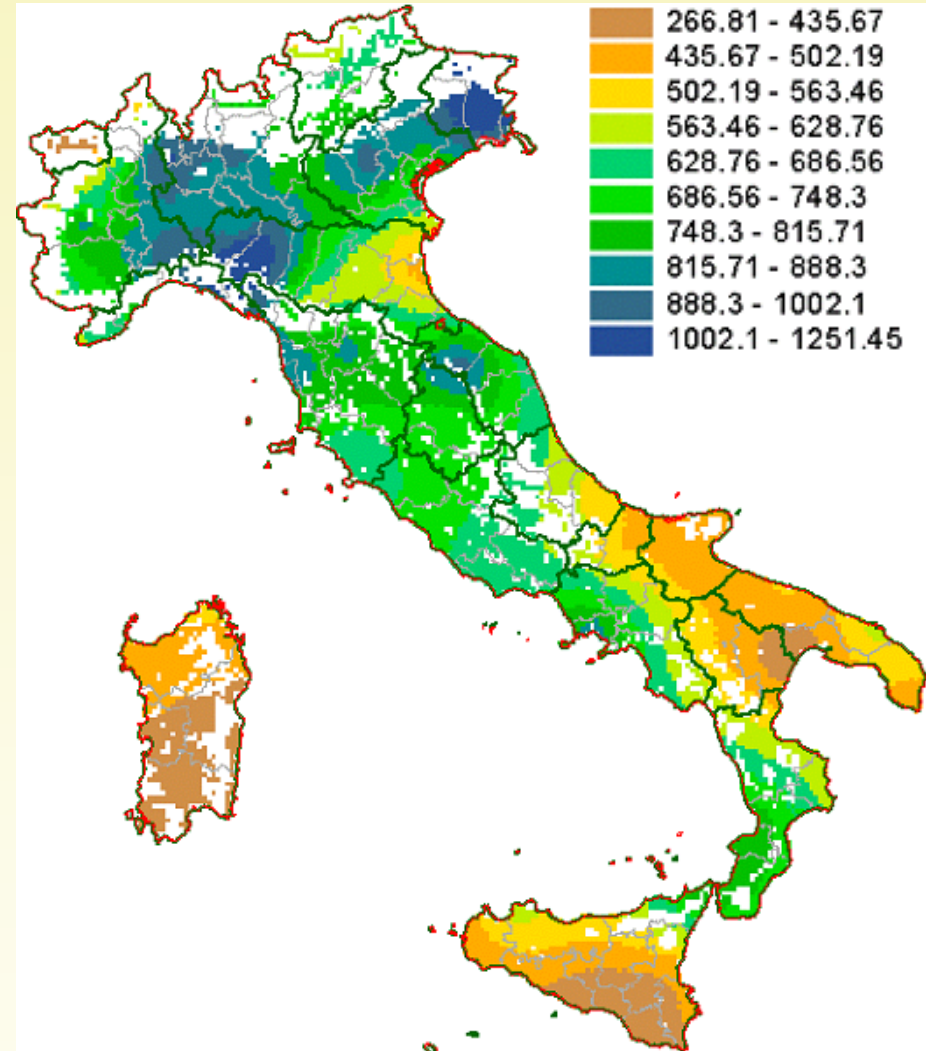 266.81 - 435.67
435.67 - 502.19
502.19 - 563.46
563.46 - 628.76
628.76 - 686.56
686.56 - 748.3
748.3 - 815.71
815.71 - 888.3
888.3 - 1002.1
1002.1 - 1251.45